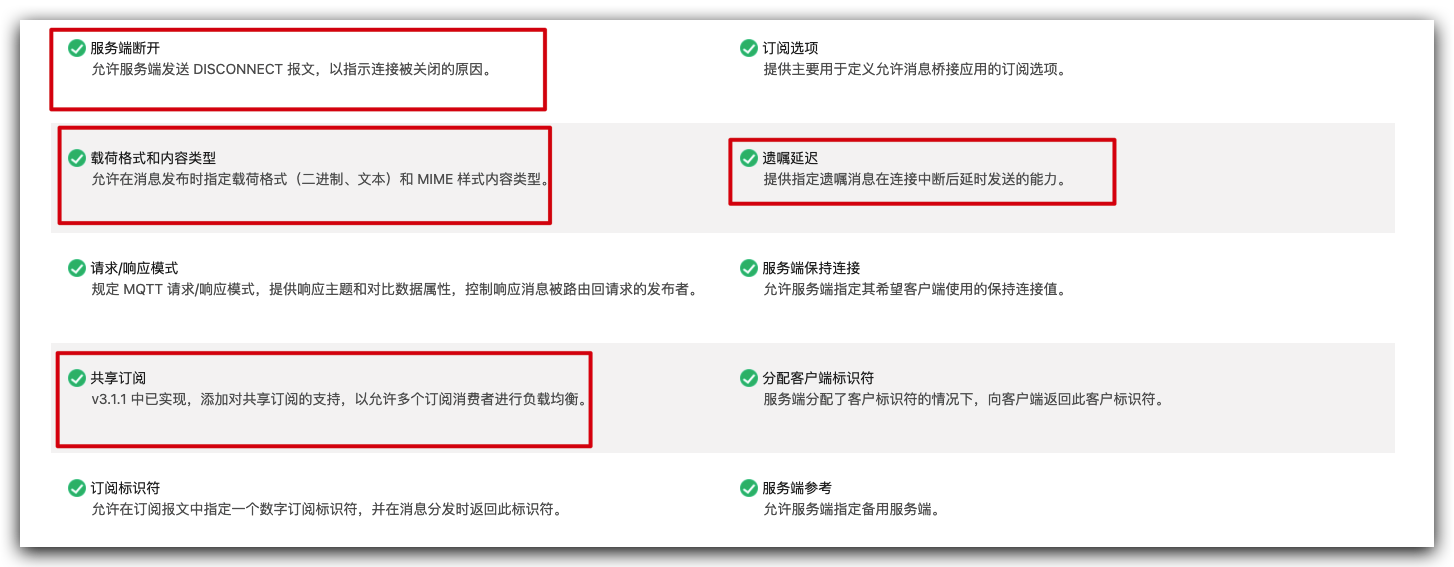 服务端断开
允许服务端发送 DISCONNECT 报文，以指示连接被关闭的原因。
订阅选项
提供主要用于定义允许消息桥接应用的订阅选项。
载荷格式和内容类型
允许在消息发布时指定载荷格式（二进制、文本）和 MIME 样式内容类型。
遗嘱延迟
提供指定遗嘱消息在连接中断后延时发送的能力。
请求/响应模式
规定 MQTT 请求/响应模式，提供响应主题和对比数据属性，控制响应消息被路由回请求的发布者。
服务端保持连接
允许服务端指定其希望客户端使用的保持连接值。
共享订阅
v3.1.1 中已实现，添加对共享订阅的支持，以允许多个订阅消费者进行负载均衡。
分配客户端标识符
服务端分配了客户标识符的情况下，向客户端返回此客户标识符。
订阅标识符
允许在订阅报文中指定一个数字订阅标识符，并在消息分发时返回此标识符。
服务端参考
允许服务端指定备用服务端。